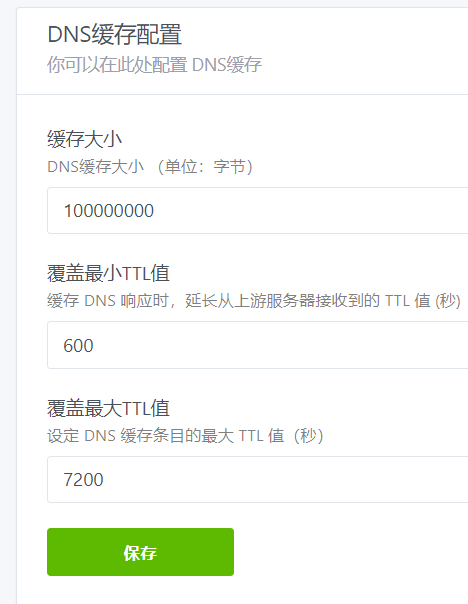 DNS缓存配置
你可以在此处配置 DNS缓存
缓存大小
DNS缓存大小 （单位：字节）
100000000
覆盖最小TTL值
缓存 DNS 响应时，延长从上游服务器接收到的 TTL 值 (秒)
600
覆盖最大TTL值
设定 DNS 缓存条目的最大 TTL 值（秒）
7200
保存